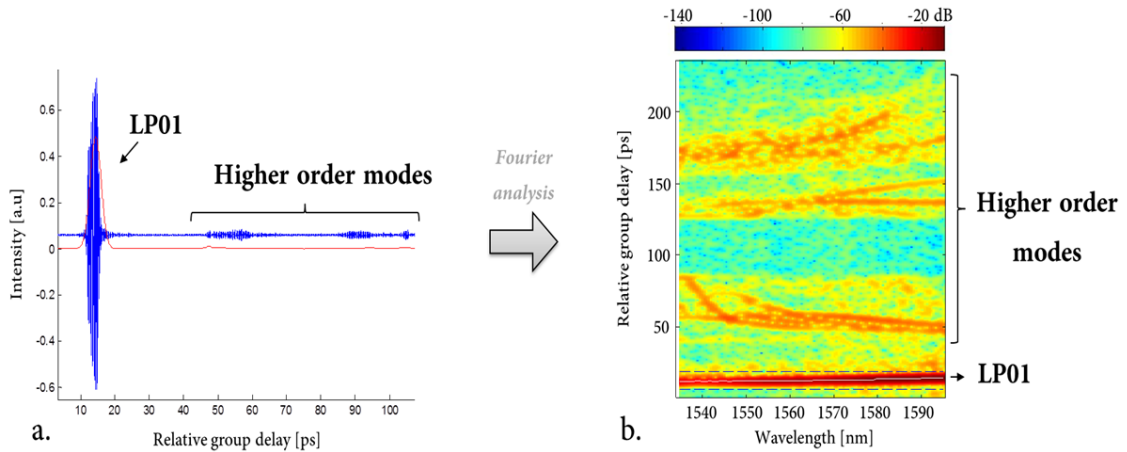 -140 -100 -60 -20 dB
LP01
Higher order modes
Intensity [a.u]
0.6
0.4
0.2
0
-0.2
-0.4
-0.6
10 20 30 40 50 60 70 80 90 100
Relative group delay [ps]
a.
Fourier
analysis
Relative group delay [ps]
200
150
100
50
1540 1550 1560 1570 1580 1590
Wavelength [nm]
b.
Higher order
modes
LP01